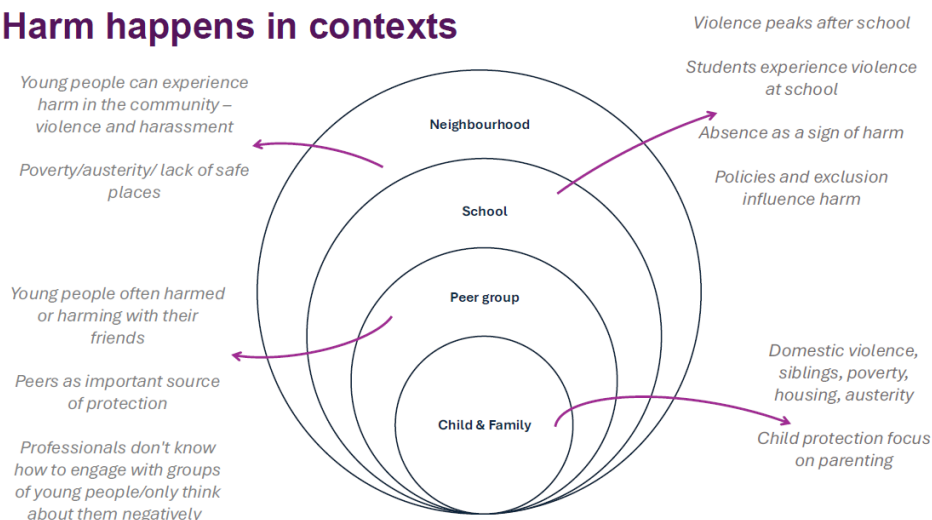 Harm happens in contexts
Young people can experience
harm in the community –
violence and harassment
Poverty/austerity/ lack of safe
places
Young people often harmed
or harming with their
friends
Peers as important source
of protection
Professionals don't know
how to engage with groups
of young people/only think
about them negatively
Neighbourhood
School
Peer group
Child & Family
Violence peaks after school
Students experience violence
at school
Absence as a sign of harm
Policies and exclusion
influence harm
Domestic violence,
siblings, poverty,
housing, austerity
Child protection focus
on parenting